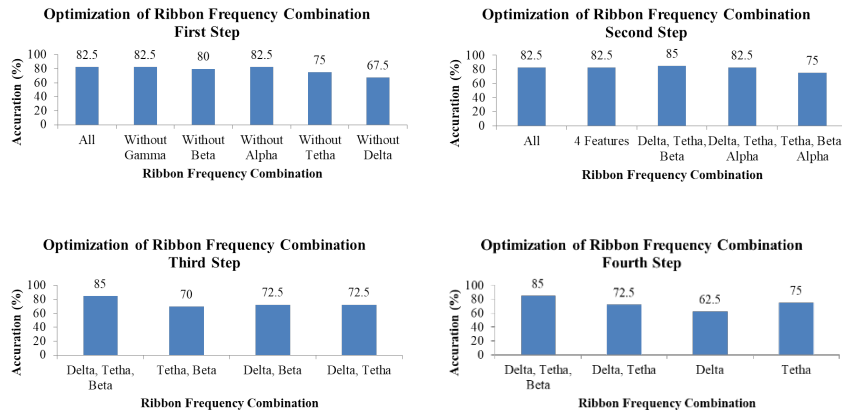 Optimization of Ribbon Frequency Combination
First Step
Accuration (%)
100
80
60
40
20
0
82.5
82.5
80
82.5
75
67.5
All
Without Gamma
Without Beta
Without Alpha
Without Tetha
Without Delta
Ribbon Frequency Combination
Optimization of Ribbon Frequency Combination
Second Step
Accuration (%)
100
80
60
40
20
0
82.5
82.5
85
82.5
75
All
4 Features
Delta, Tetha, Beta
Delta, Tetha, Alpha
Tetha, Beta Alpha
Ribbon Frequency Combination
Optimization of Ribbon Frequency Combination
Third Step
Accuration (%)
100
80
60
40
20
0
85
70
72.5
72.5
Delta, Tetha, Beta
Tetha, Beta
Delta, Beta
Delta, Tetha
Ribbon Frequency Combination
Optimization of Ribbon Frequency Combination
Fourth Step
Accuration (%)
100
80
60
40
20
0
85
72.5
62.5
75
Delta, Tetha, Beta
Delta, Tetha
Delta
Tetha
Ribbon Frequency Combination